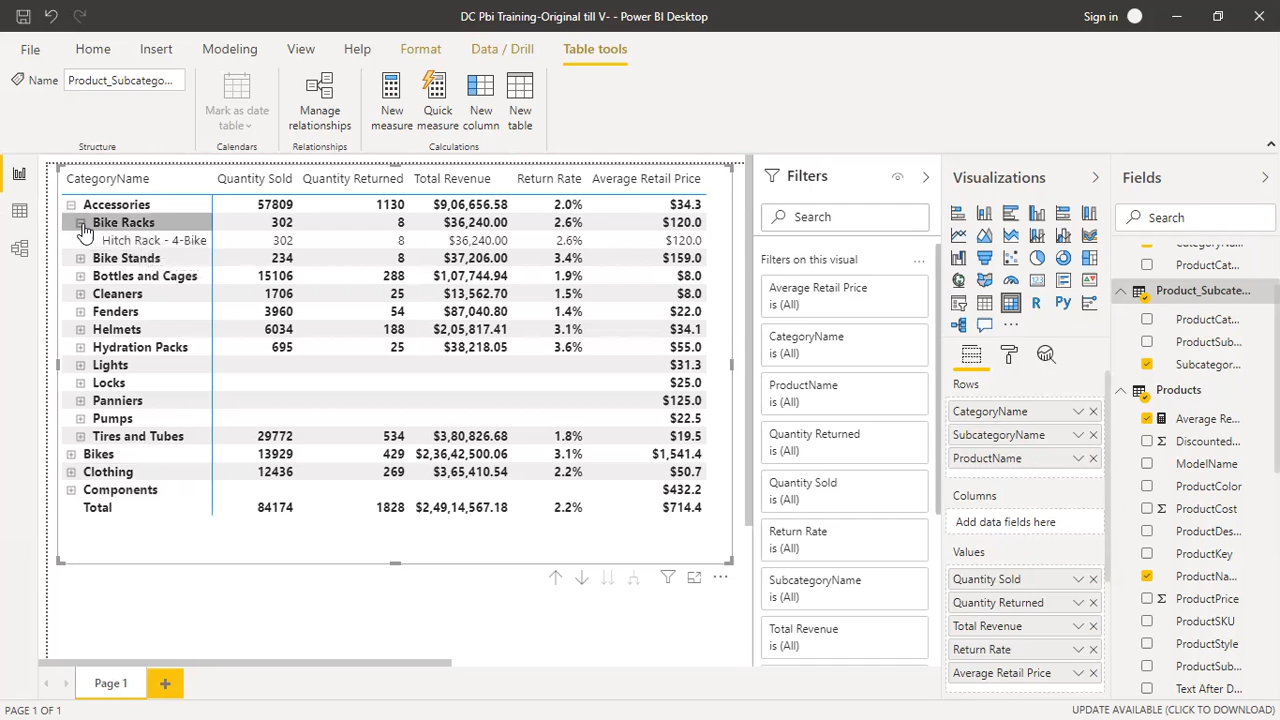 DC Pbi Training-Original till V- - Power BI Desktop
Sign in
File Home Insert Modeling View Help Format Data / Drill Table tools
Name Product_Subcatego...
Mark as date table
New measure
Manage relationships
Quick measure
New column
New table
Structure
Calendars
Relationships
Calculations
CategoryName Quantity Sold Quantity Returned Total Revenue Return Rate Average Retail Price
Accessories 57809 1130 $9,06,656.58 2.0% $34.3
Bike Racks 302 8 $36,240.00 2.6% $120.0
Hitch Rack - 4-Bike 302 8 $36,240.00 2.6% $120.0
Bike Stands 234 8 $37,206.00 3.4% $159.0
Bottles and Cages 15106 288 $1,07,744.94 1.9% $8.0
Cleaners 1706 25 $13,562.70 1.5% $8.0
Fenders 3960 54 $87,040.80 1.4% $22.0
Helmets 6034 188 $2,05,817.41 3.1% $34.1
Hydration Packs 695 25 $38,218.05 3.6% $55.0
Lights $31.3
Locks $25.0
Panniers $125.0
Pumps $22.5
Tires and Tubes 29772 534 $3,80,826.68 1.8% $19.5
Bikes 13929 429 $2,36,42,500.06 3.1% $1,541.4
Clothing 12436 269 $3,65,410.54 2.2% $50.7
Components $432.2
Total 84174 1828 $2,49,14,567.18 2.2% $714.4
Filters
Search
Filters on this visual
Average Retail Price
is (All)
CategoryName
is (All)
ProductName
is (All)
Quantity Returned
is (All)
Quantity Sold
is (All)
Return Rate
is (All)
SubcategoryName
is (All)
Total Revenue
is (All)
Visualizations
R
Py
Rows
CategoryName
SubcategoryName
ProductName
Columns
Add data fields here
Values
Quantity Sold
Quantity Returned
Total Revenue
Return Rate
Average Retail Price
Fields
Search
ProductCat...
Product_Subcate...
ProductCat...
ProductSub...
Subcategor...
Products
Average Re...
Discounted...
ModelName
ProductColor
ProductCost
ProductDes...
ProductKey
ProductNa...
ProductPrice
ProductSKU
ProductStyle
ProductSub...
Text After D...
Page 1
PAGE 1 OF 1
UPDATE AVAILABLE (CLICK TO DOWNLOAD)